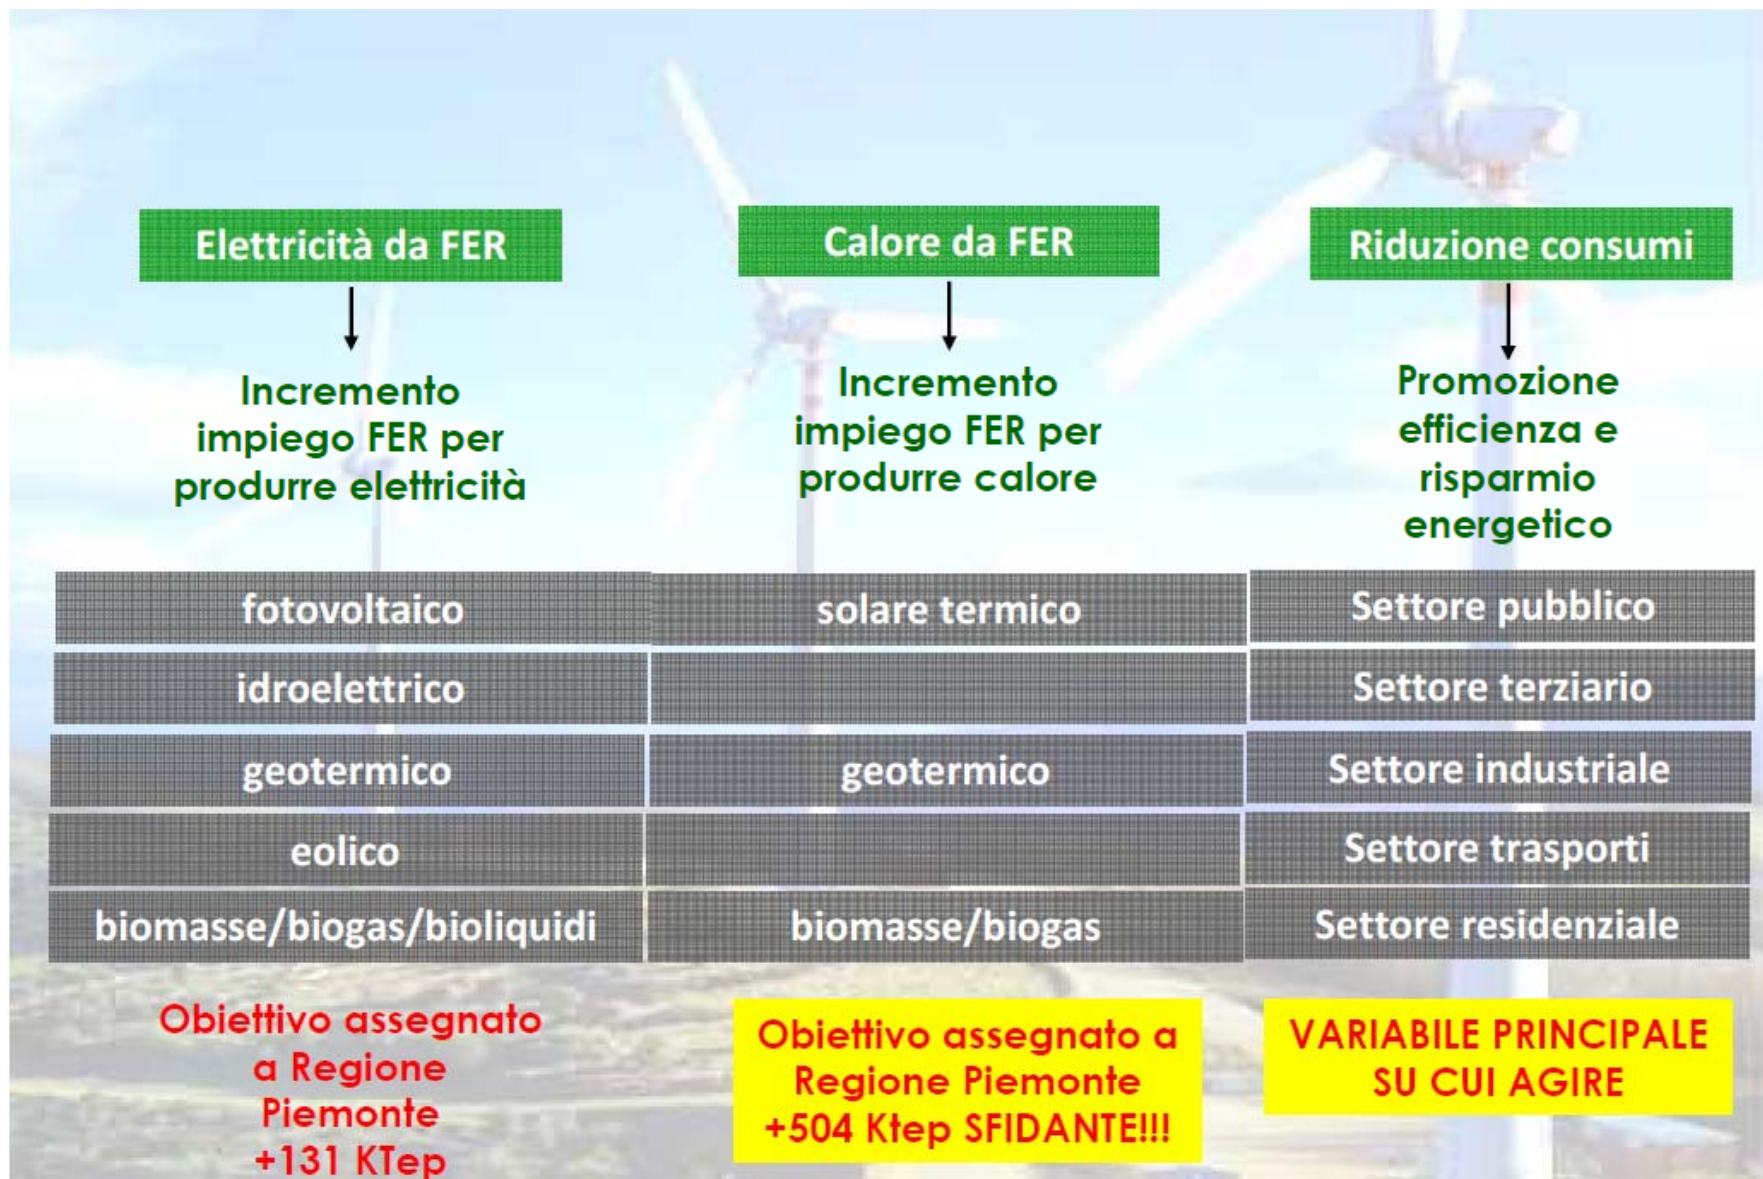 Elettricità da FER
Incremento
impiego FER per
produrre elettricità
Calore da FER
Incremento
impiego FER per
produrre calore
Riduzione consumi
Promozione
efficienza e
risparmio
energetico
fotovoltaico
solare termico
Settore pubblico
idroelettrico
Settore terziario
geotermico
geotermico
Settore industriale
eolico
Settore trasporti
biomasse/biogas/bioliquidi
biomasse/biogas
Settore residenziale
Obiettivo assegnato
a Regione
Piemonte
+131 KTep
Obiettivo assegnato a
Regione Piemonte
+504 Ktep SFIDANTE!!!
VARIABILE PRINCIPALE
SU CUI AGIRE